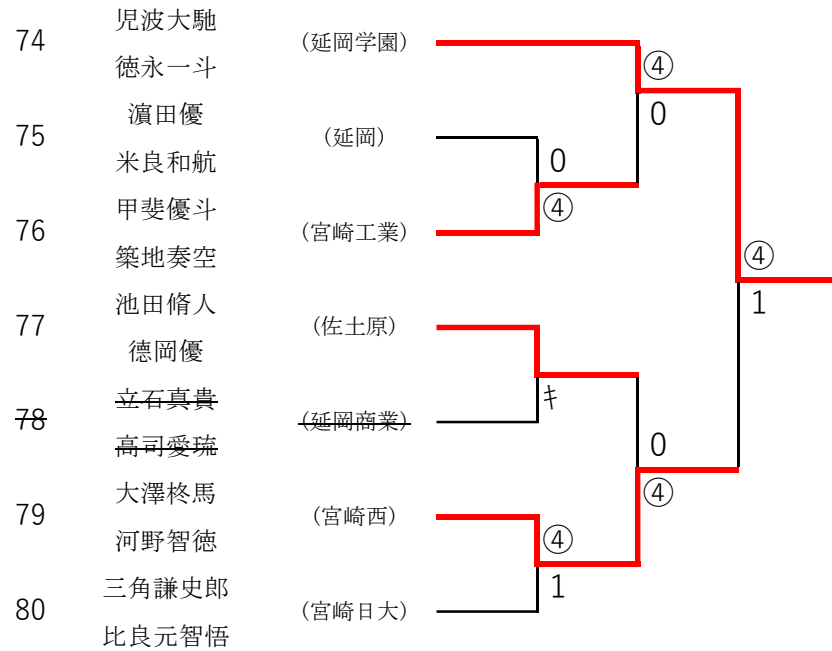 児波大馳
74 (延岡学園)
徳永一斗
④
濵田優
0
75 (延岡)
米良和航
0
甲斐優斗
④
76 (宮崎工業)
築地奏空
④
池田脩人
1
77 (佐土原)
德岡優
立石真貴
キ
78 (延岡商業)
高司愛琉
0
大澤柊馬
④
79 (宮崎西)
河野智徳
④
三角謙史郎
1
80 (宮崎日大)
比良元智悟